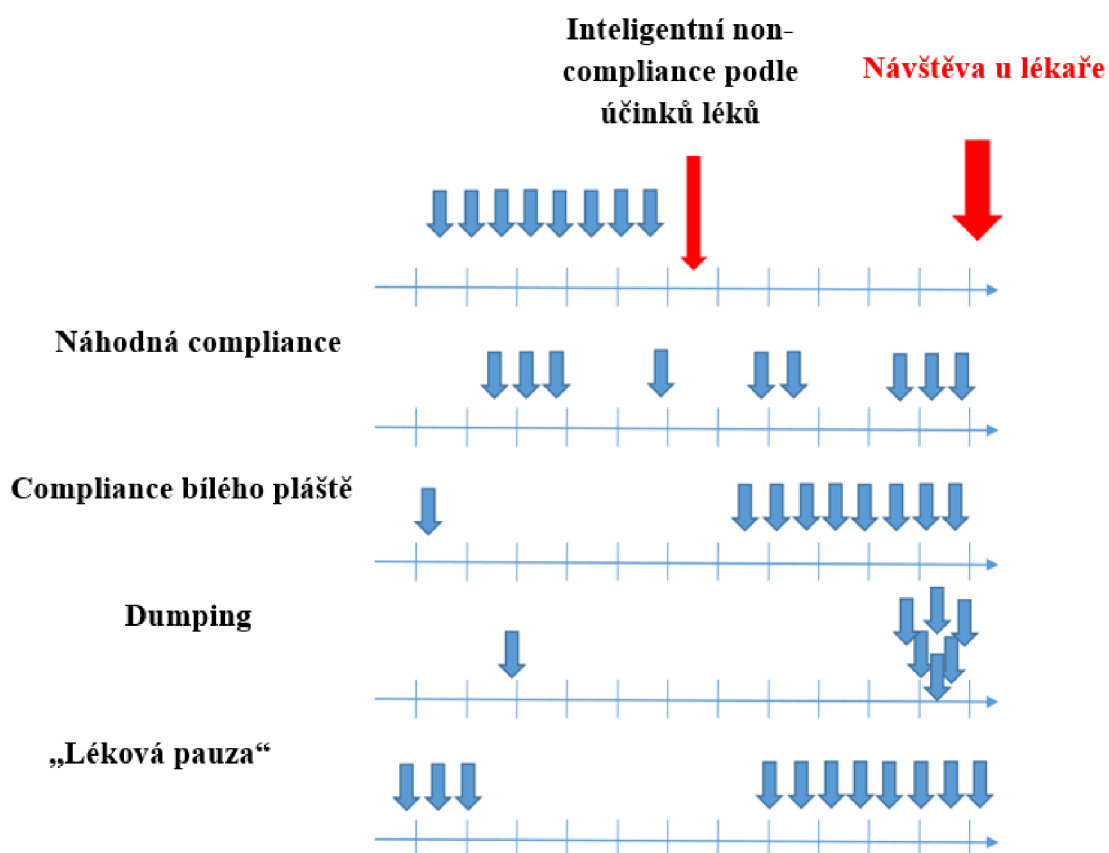 Inteligentní non-
compliance podle
účinků léků
Návštěva u lékaře
Náhodná compliance
Compliance bílého pláště
Dumping
„Léková pauza“